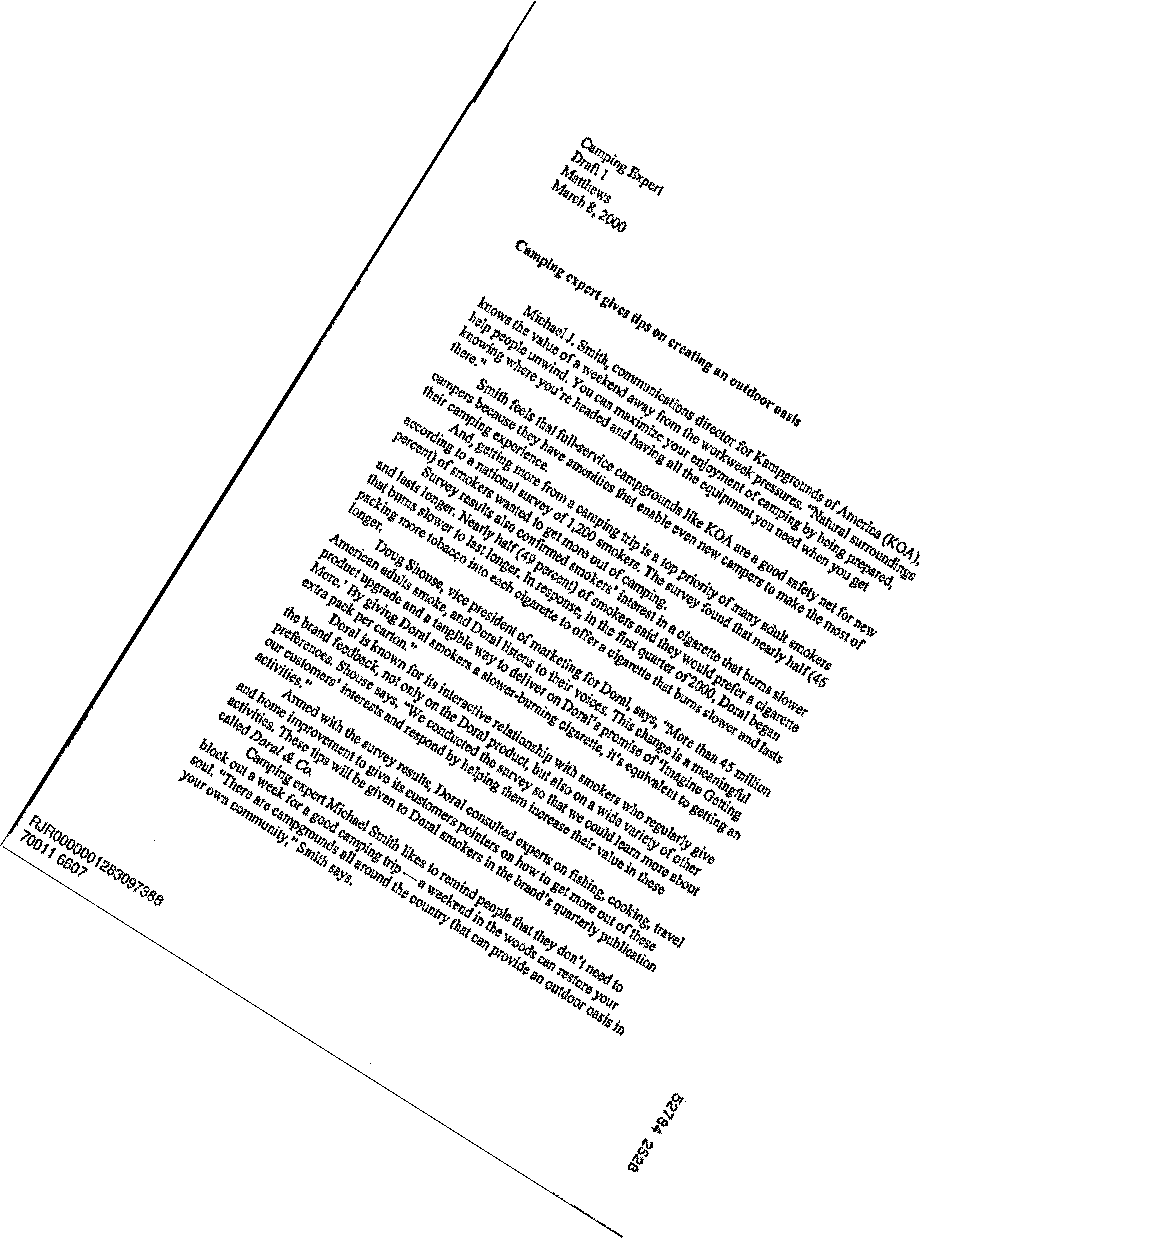 Camping Expert
Draft 1
Matthews
March 8, 2000
Camping expert gives tips on creating an outdoor oasis
Michael J. Smith, communications director for Kampgrounds of America (KOA),
knows the value of a weekend away from the workweek pressures. "Natural surroundings
help people unwind. You can maximize your enjoyment of camping by being prepared,
knowing where you're headed and having all the equipment you need when you get
there."
Smith feels that full-service campgrounds like KOA are a good safety net for new
campers because they have amenities that enable even new campers to make the most of
their camping experience.
And, getting more from a camping trip is a top priority of many adult smokers
according to a national survey of 1,200 smokers. The survey found that nearly half (45
percent) of smokers wanted to get more out of camping.
Survey results also confirmed smokers' interest in a cigarette that burns slower
and lasts longer. Nearly half (49 percent) of smokers said they would prefer a cigarette
that burns slower to last longer. In response, in the first quarter of 2000, Doral began
packing more tobacco into each cigarette to offer a cigarette that burns slower and lasts
longer.
Doug Shouse, vice president of marketing for Doral, says, "More than 45 million
American adults smoke, and Doral listens to their voices. This change is a meaningful
product upgrade and a tangible way to deliver on Doral's promise of 'Imagine Getting
More.' By giving Doral smokers a slower-burning cigarette, it's equivalent to getting an
extra pack per carton."
Doral is known for its interactive relationship with smokers who regularly give
the brand feedback, not only on the Doral product, but also on a wide variety of other
preferences. Shouse says, "We conducted the survey so that we could learn more about
our customers' interests and respond by helping them increase their value in these
activities."
Armed with the survey results, Doral consulted experts on fishing, cooking, travel
and home improvement to give its customers pointers on how to get more out of these
activities. These tips will be given to Doral smokers in the brand's quarterly publication
called Doral & Co.
Camping expert Michael Smith likes to remind people that they don't need to
block out a week for a good camping trip — a weekend in the woods can restore your
soul. "There are campgrounds all around the country that can provide an outdoor oasis in
your own community," Smith says.
RJR0000001263097388
70011 6607
52784 2528